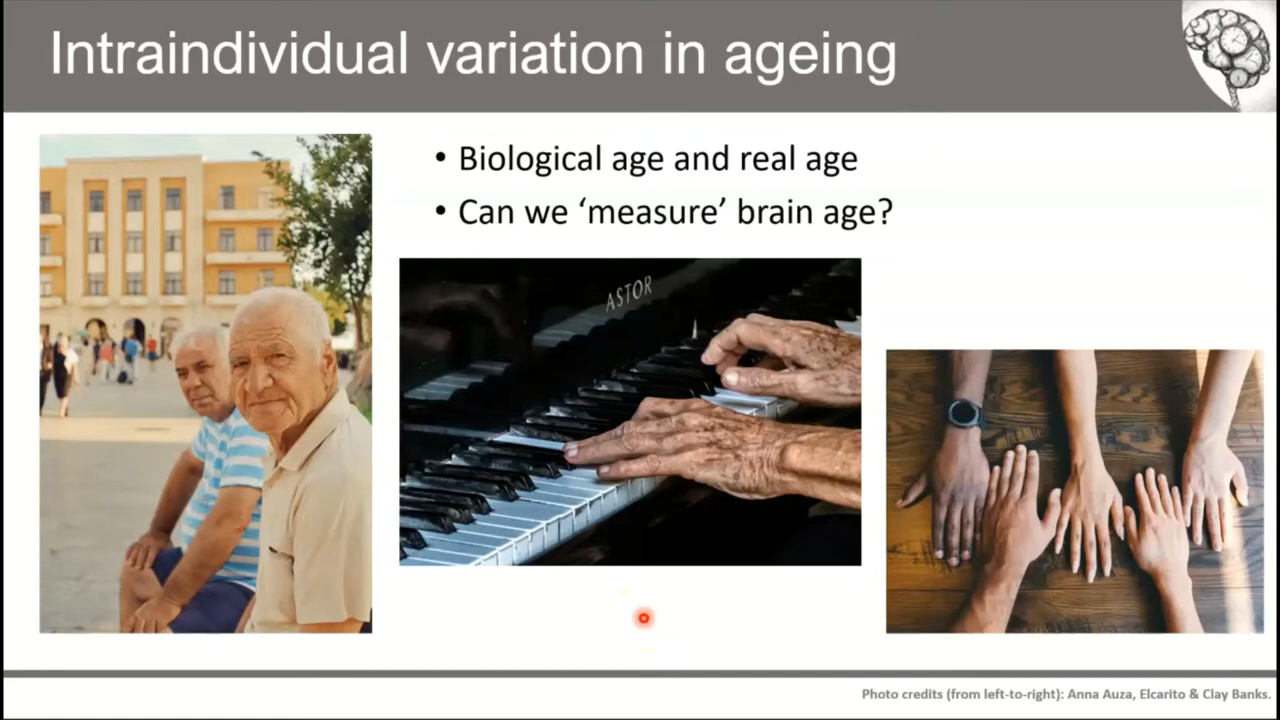 Intraindividual variation in ageing
• Biological age and real age
• Can we ‘measure’ brain age?
ASTOR
Photo credits (from left-to-right): Anna Auza, Elcarito & Clay Banks.